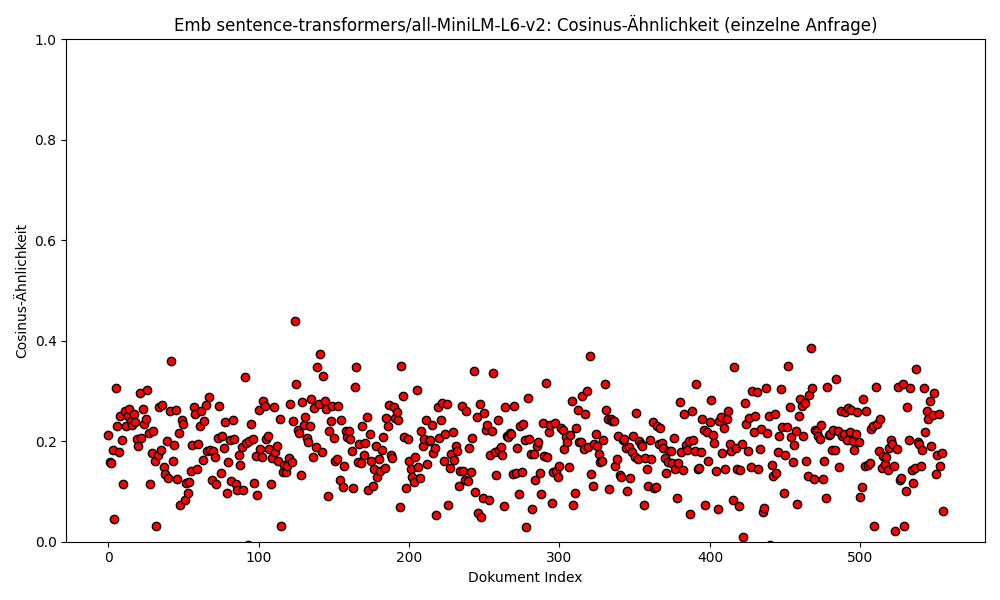 Emb sentence-transformers/all-MiniLM-L6-v2: Cosinus-Ähnlichkeit (einzelne Anfrage)
1.0
0.8
0.6
0.4
0.2
0.0
Cosinus-Ähnlichkeit
0 100 200 300 400 500
Dokument Index